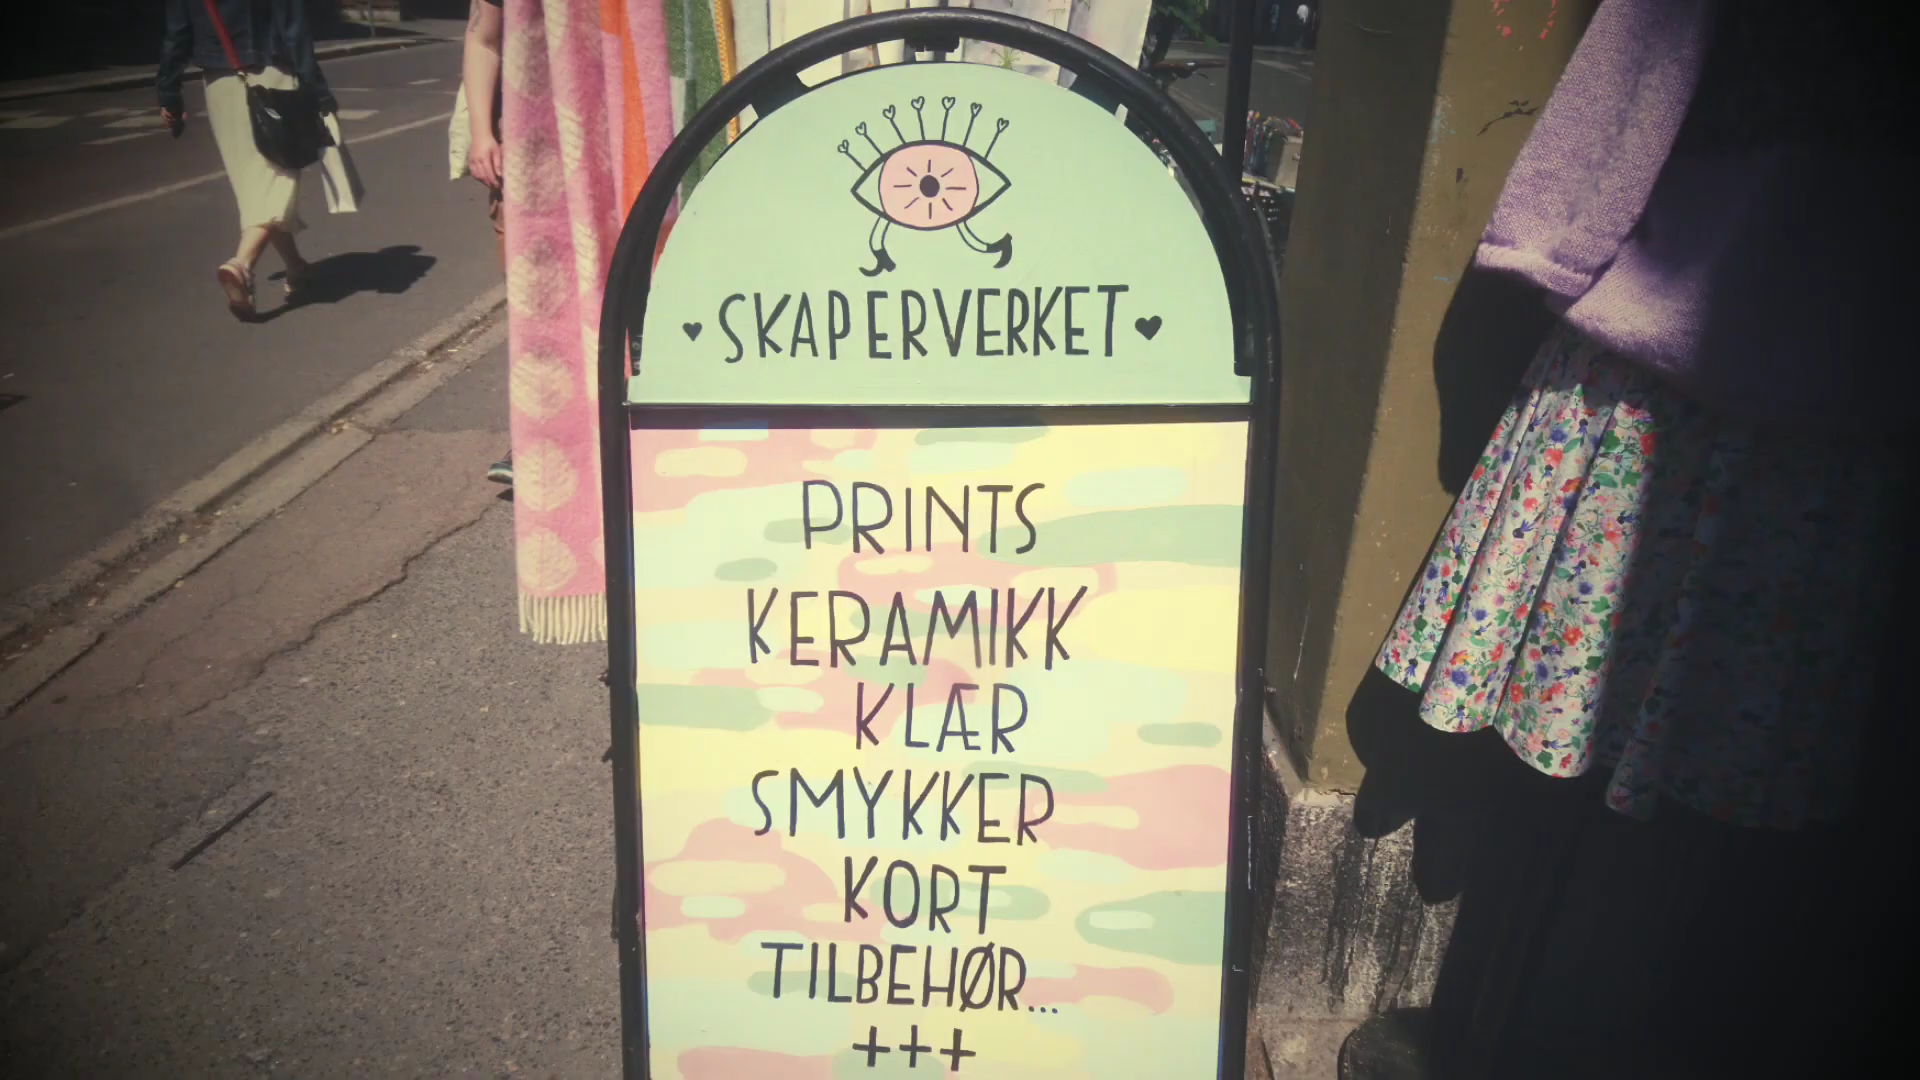 SKAPERVERKET
PRINTS
KERAMIKK
KLÆR
SMYKKER
KORT
TILBEHØR...
+++